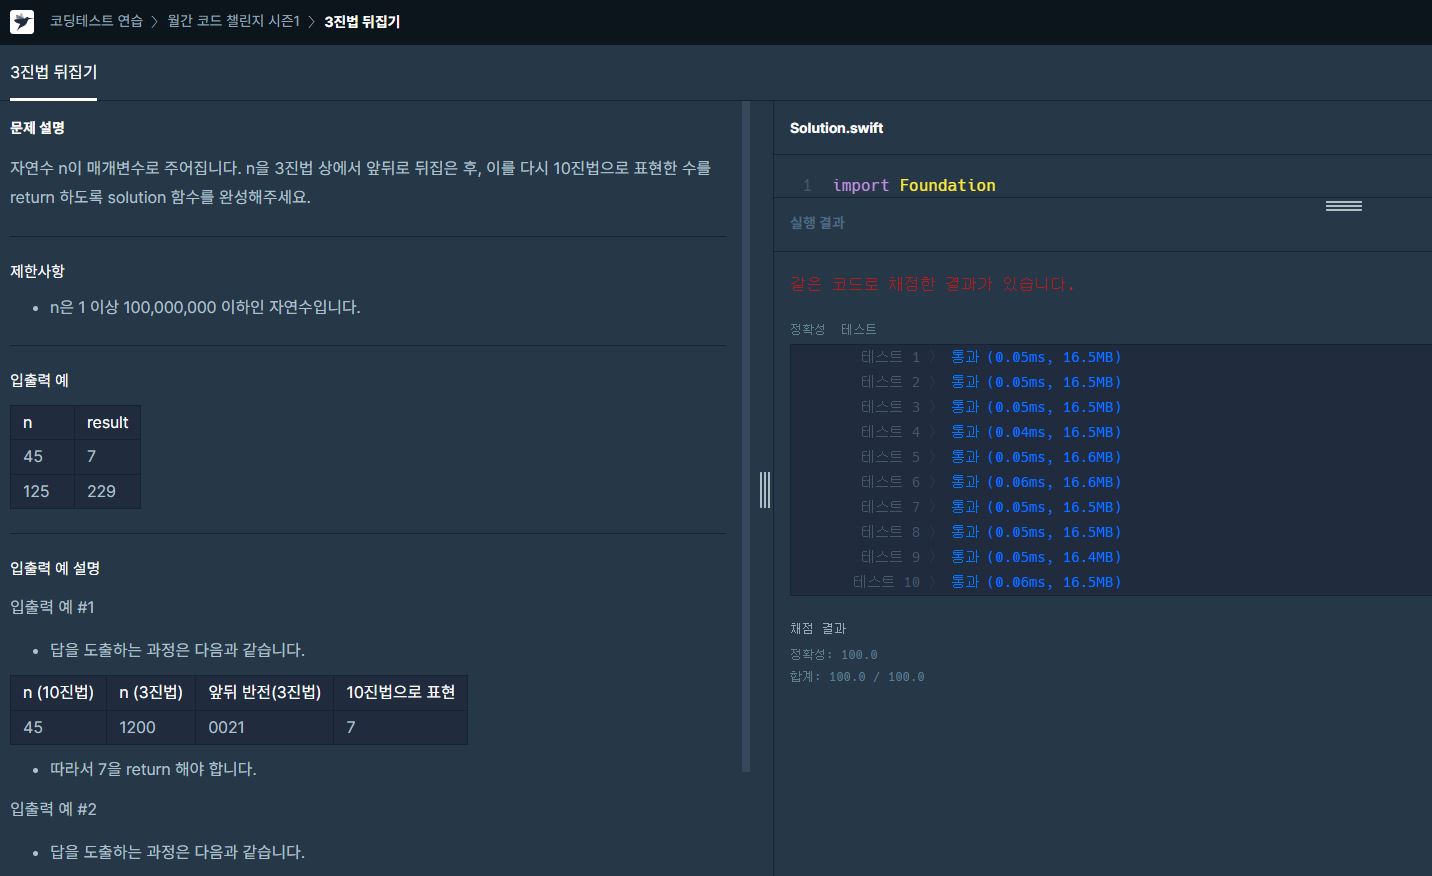 코딩테스트 연습 〉 월간 코드 챌린지 시즌1 〉 3진법 뒤집기
3진법 뒤집기
문제 설명
자연수 n이 매개변수로 주어집니다. n을 3진법 상에서 앞뒤로 뒤집은 후, 이를 다시 10진법으로 표현한 수를
return 하도록 solution 함수를 완성해주세요.
제한사항
• n은 1 이상 100,000,000 이하인 자연수입니다.
입출력 예
n result
45 7
125 229
입출력 예 설명
입출력 예 #1
• 답을 도출하는 과정은 다음과 같습니다.
n (10진법) n (3진법) 앞뒤 반전(3진법) 10진법으로 표현
45 1200 0021 7
• 따라서 7을 return 해야 합니다.
입출력 예 #2
• 답을 도출하는 과정은 다음과 같습니다.
Solution.swift
1 import Foundation
실행 결과
같은 코드로 채점한 결과가 있습니다.
정확성 테스트
테스트 1 〉 통과 (0.05ms, 16.5MB)
테스트 2 〉 통과 (0.05ms, 16.5MB)
테스트 3 〉 통과 (0.05ms, 16.5MB)
테스트 4 〉 통과 (0.04ms, 16.5MB)
테스트 5 〉 통과 (0.05ms, 16.6MB)
테스트 6 〉 통과 (0.06ms, 16.6MB)
테스트 7 〉 통과 (0.05ms, 16.5MB)
테스트 8 〉 통과 (0.05ms, 16.5MB)
테스트 9 〉 통과 (0.05ms, 16.4MB)
테스트 10 〉 통과 (0.06ms, 16.5MB)
채점 결과
정확성: 100.0
합계: 100.0 / 100.0